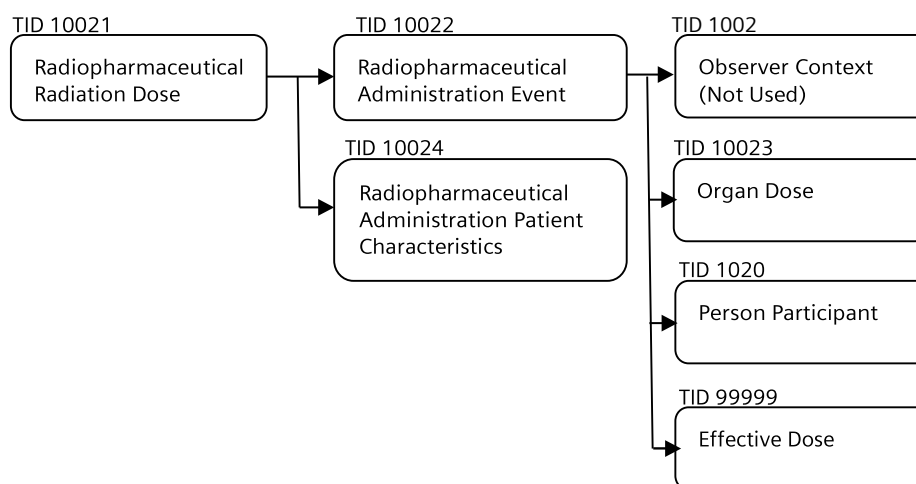 TID 10021
Radiopharmaceutical
Radiation Dose
TID 10022
Radiopharmaceutical
Administration Event
TID 10024
Radiopharmaceutical
Administration Patient
Characteristics
TID 1002
Observer Context
(Not Used)
TID 10023
Organ Dose
TID 1020
Person Participant
TID 99999
Effective Dose